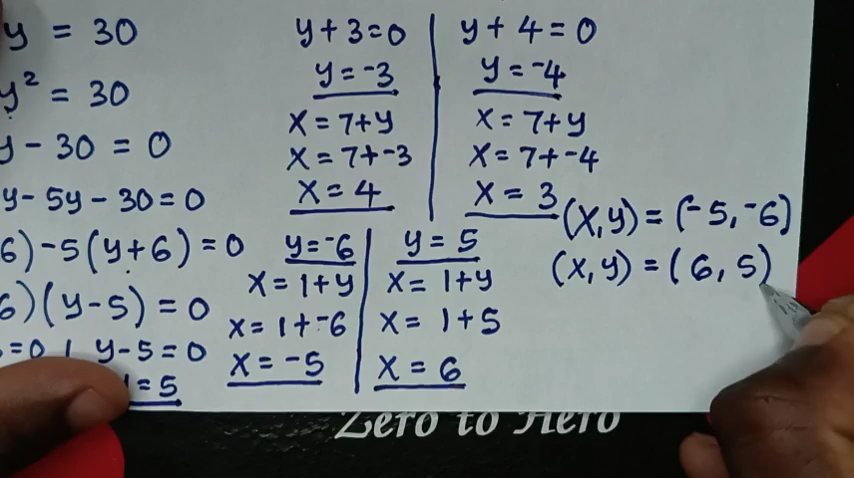 y = 30
y² = 30
y - 30 = 0
y - 5y - 30 = 0
6) - 5(y + 6) = 0
6)(y - 5) = 0
=0 | y - 5 = 0
= 5
y + 3 = 0
y = ⁻3
x = 7 + y
x = 7 + ⁻3
x = 4
y + 4 = 0
y = ⁻4
x = 7 + y
x = 7 + ⁻4
x = 3
y = ⁻6
x = 1 + y
x = 1 + ⁻6
x = -5
y = 5
x = 1 + y
x = 1 + 5
x = 6
(x, y) = (⁻5, ⁻6)
(x, y) = (6, 5)
Zero to Hero